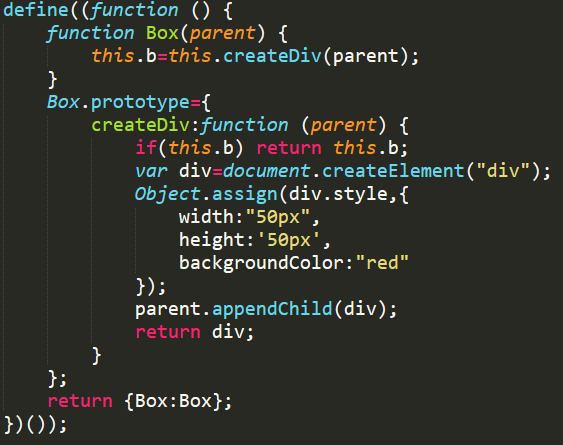 define((function () {
    function Box(parent) {
        this.b=this.createDiv(parent);
    }
    Box.prototype={
        createDiv:function (parent) {
            if(this.b) return this.b;
            var div=document.createElement("div");
            Object.assign(div.style,{
                width:"50px",
                height:'50px',
                backgroundColor:"red"
            });
            parent.appendChild(div);
            return div;
        }
    };
    return {Box:Box};
})());